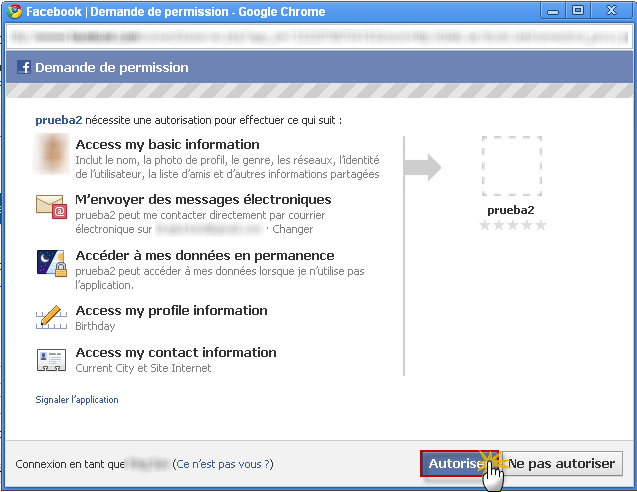 Facebook | Demande de permission - Google Chrome
Demande de permission
prueba2 nécessite une autorisation pour effectuer ce qui suit :
Access my basic information
Inclut le nom, la photo de profil, le genre, les réseaux, l'identité
de l'utilisateur, la liste d'amis et d'autres informations partagées
M'envoyer des messages électroniques
prueba2 peut me contacter directement par courrier
électronique sur · Changer
Accéder à mes données en permanence
prueba2 peut accéder à mes données lorsque je n'utilise pas
l'application.
Access my profile information
Birthday
Access my contact information
Current City et Site Internet
prueba2
Signaler l'application
Connexion en tant que (Ce n'est pas vous ?)
Autoriser
Ne pas autoriser